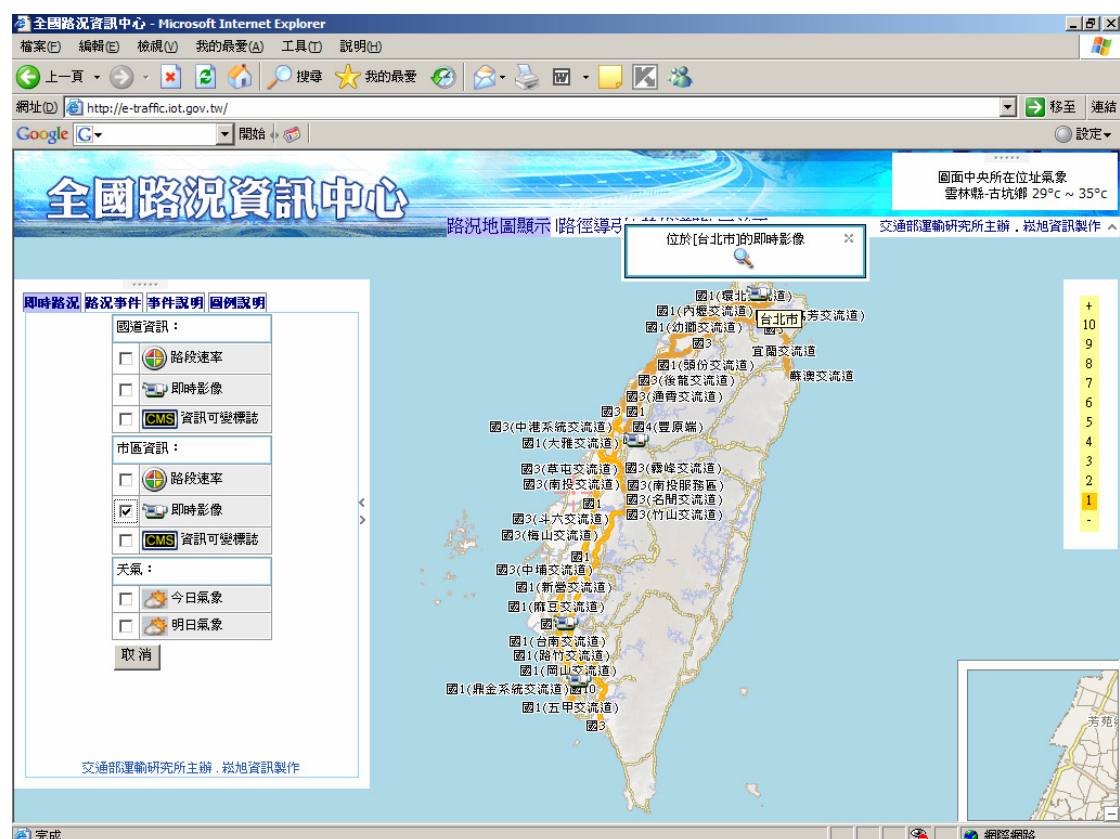 全國路況資訊中心 - Microsoft Internet Explorer
檔案(F) 編輯(E) 檢視(V) 我的最愛(A) 工具(T) 說明(H)
上一頁 搜尋 我的最愛
網址(D) http://e-traffic.iot.gov.tw/ 移至 連結
Google G 開始 設定
全國路況資訊中心
圖面中央所在位址氣象
雲林縣-古坑鄉 29°c ~ 35°c
路況地圖顯示 路徑導
交通部運輸研究所主辦 . 崧旭資訊製作
位於[台北市]的即時影像
即時路況 路況事件 事件說明 圖例說明
國道資訊：
路段速率
即時影像
CMS 資訊可變標誌
市區資訊：
路段速率
即時影像
CMS 資訊可變標誌
天氣：
今日氣象
明日氣象
取消
交通部運輸研究所主辦 . 崧旭資訊製作
國1(環北 流道)
國1(內壢交流道)
台北市
芳交流道)
國1(幼獅交流道)
國3
國3
宜蘭交流道
國1(頭份交流道)
國3(後龍交流道)
蘇澳交流道
國3(通霄交流道)
國3 國1
國3(中港系統交流道) 國4(豐原端)
國1(大雅交流道)
國3(草屯交流道) 國3(霧峰交流道)
國3(南投交流道) 國3(南投服務區)
國1 國3(名間交流道)
國3(斗六交流道) 國3(竹山交流道)
國3(梅山交流道)
國1
國3(中埔交流道)
國1(新營交流道)
國1(麻豆交流道)
國
國1(台南交流道)
國1(路竹交流道)
國1(岡山交流道)
國1(鼎金系統交流道) 國10
國1(五甲交流道)
國3
+
10
9
8
7
6
5
4
3
2
1
-
芳苑
完成 網際網路